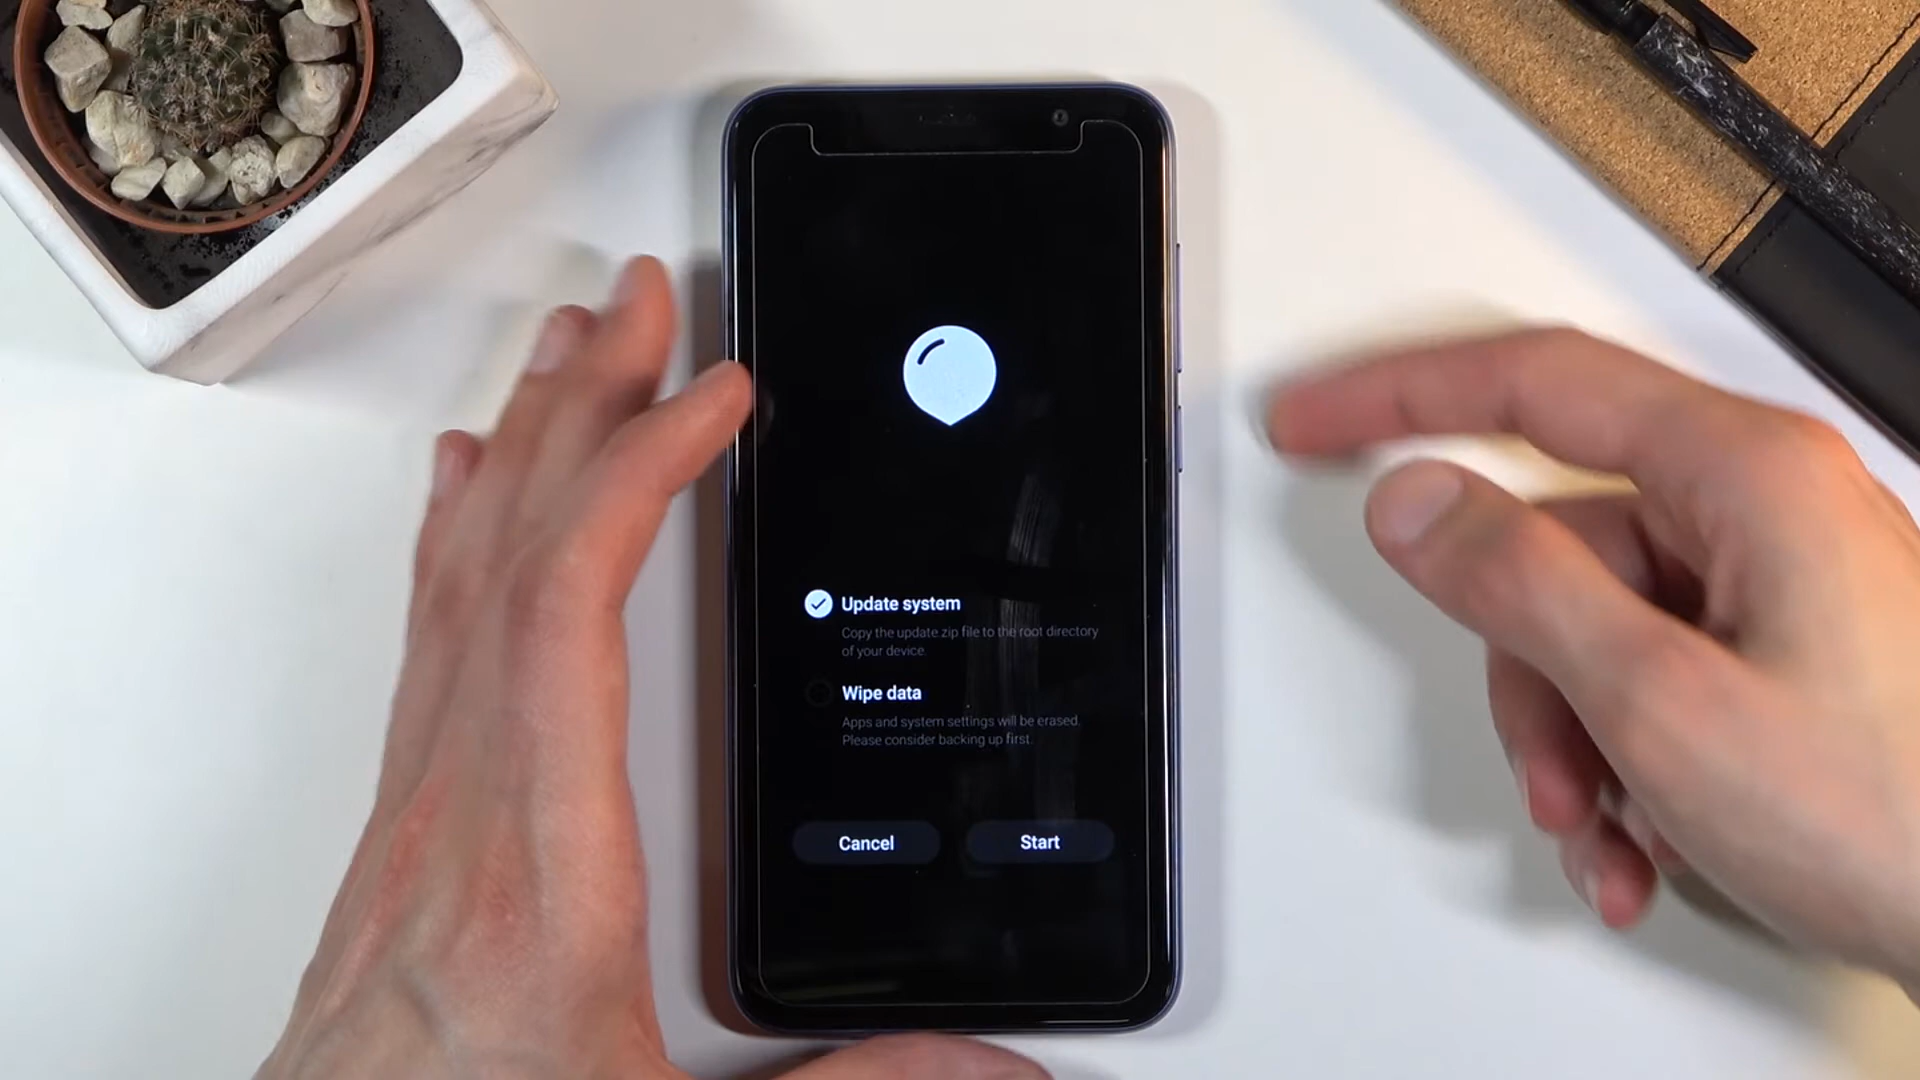 Update system
Copy the update.zip file to the root directory
of your device.
Wipe data
Apps and system settings will be erased.
Please consider backing up first.
Cancel
Start